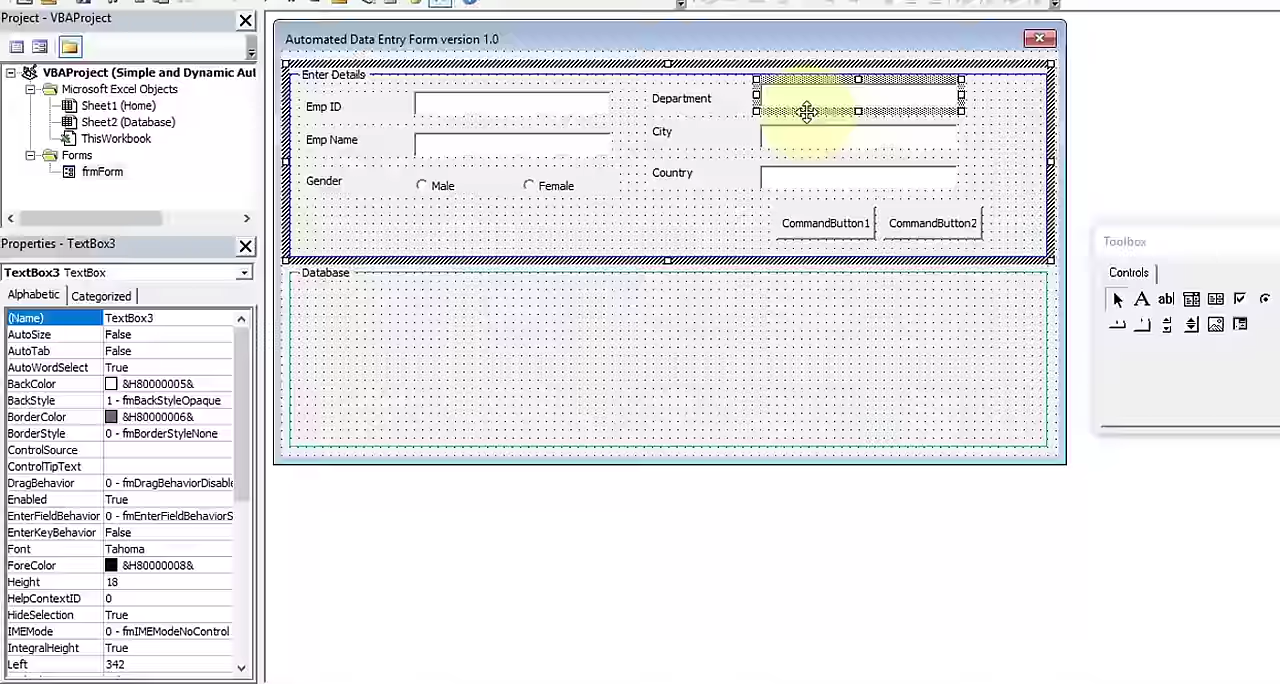 Project - VBAProject
VBAProject (Simple and Dynamic Aut
Microsoft Excel Objects
Sheet1 (Home)
Sheet2 (Database)
ThisWorkbook
Forms
frmForm
Properties - TextBox3
TextBox3 TextBox
Alphabetic Categorized
(Name) TextBox3
AutoSize False
AutoTab False
AutoWordSelect True
BackColor &H80000005&
BackStyle 1 - fmBackStyleOpaque
BorderColor &H80000006&
BorderStyle 0 - fmBorderStyleNone
ControlSource
ControlTipText
DragBehavior 0 - fmDragBehaviorDisable
Enabled True
EnterFieldBehavior 0 - fmEnterFieldBehaviorS
EnterKeyBehavior False
Font Tahoma
ForeColor &H80000008&
Height 18
HelpContextID 0
HideSelection True
IMEMode 0 - fmIMEModeNoControl
IntegralHeight True
Left 342
Automated Data Entry Form version 1.0
Enter Details
Emp ID
Department
Emp Name
City
Gender
Male
Female
Country
CommandButton1
CommandButton2
Database
Toolbox
Controls
A ab|